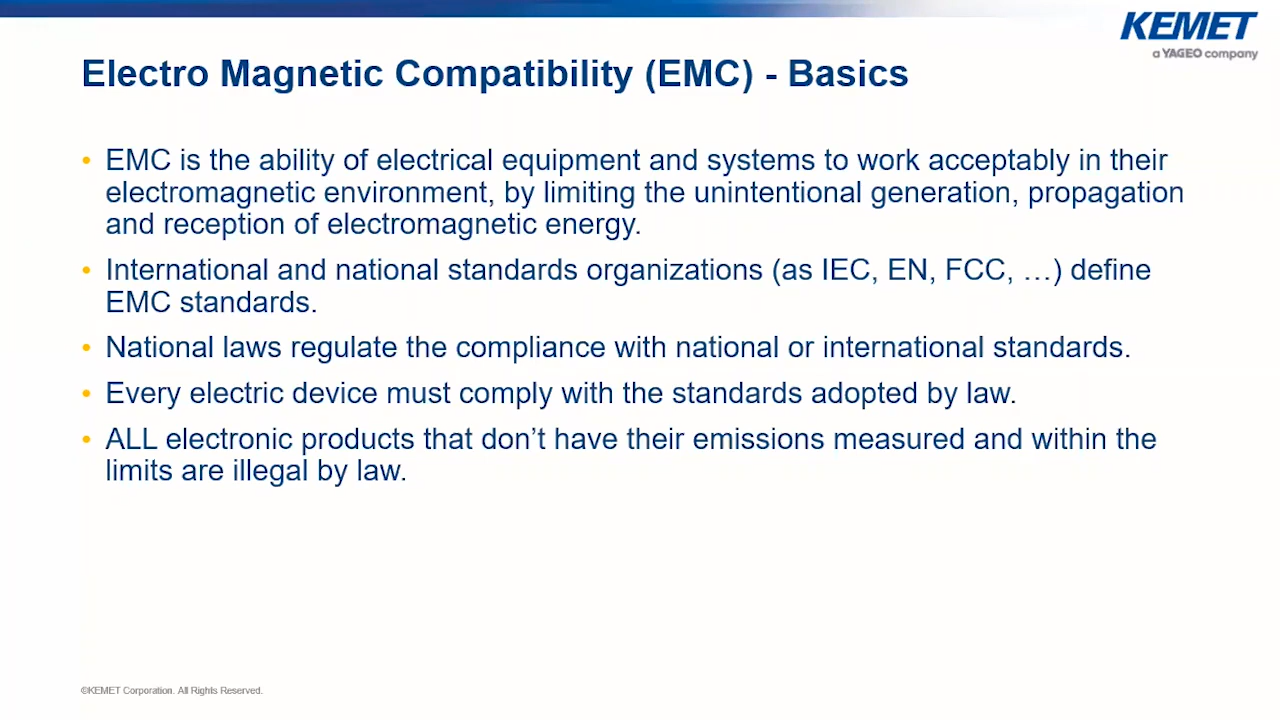 KEMET
a YAGEO company
Electro Magnetic Compatibility (EMC) - Basics
• EMC is the ability of electrical equipment and systems to work acceptably in their
electromagnetic environment, by limiting the unintentional generation, propagation
and reception of electromagnetic energy.
• International and national standards organizations (as IEC, EN, FCC, …) define
EMC standards.
• National laws regulate the compliance with national or international standards.
• Every electric device must comply with the standards adopted by law.
• ALL electronic products that don’t have their emissions measured and within the
limits are illegal by law.
©KEMET Corporation. All Rights Reserved.